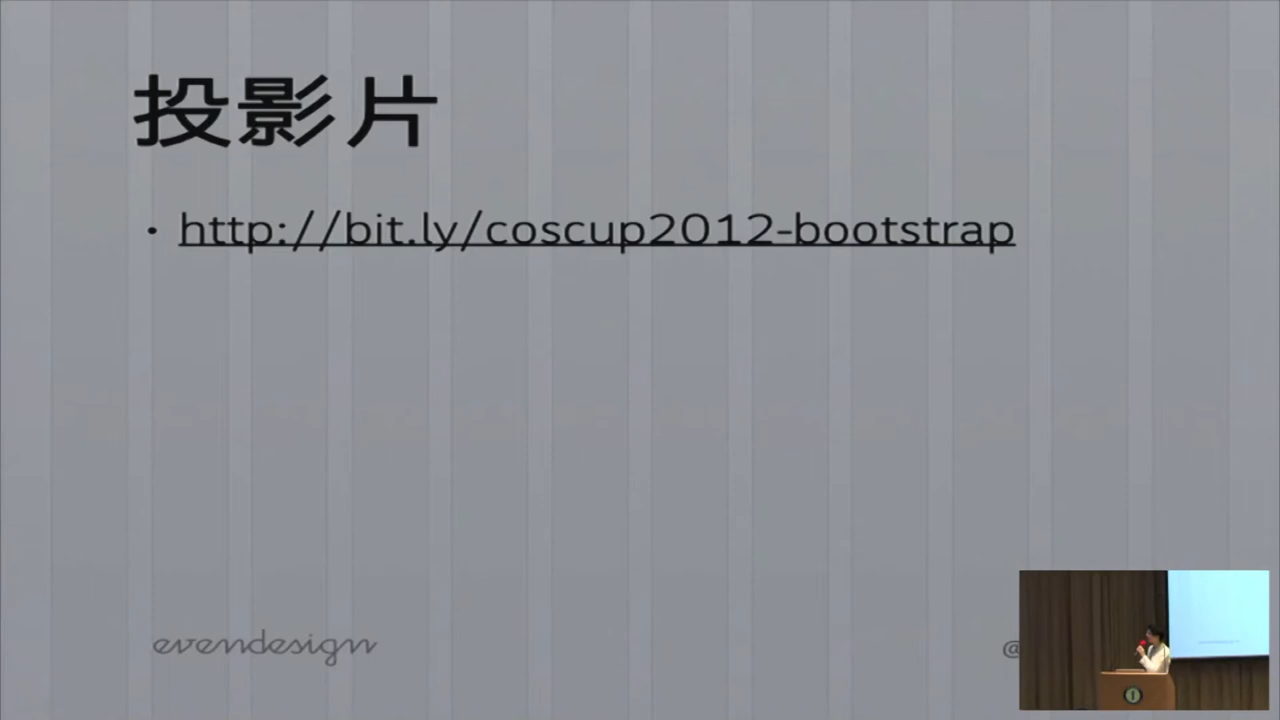 投影片
• http://bit.ly/coscup2012-bootstrap
evendesign
@